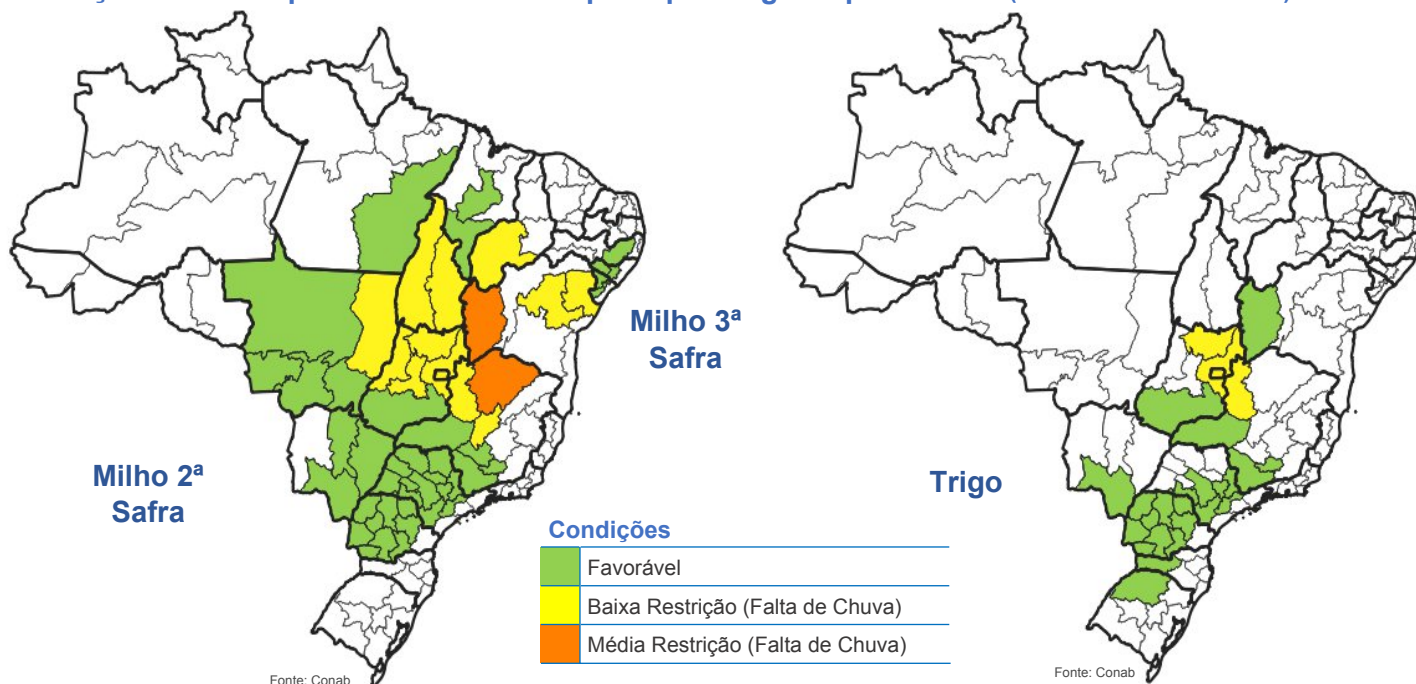 Milho 3ª
Safra
Milho 2ª
Safra
Trigo
Condições
Favorável
Baixa Restrição (Falta de Chuva)
Média Restrição (Falta de Chuva)
Fonte: Conab
Fonte: Conab